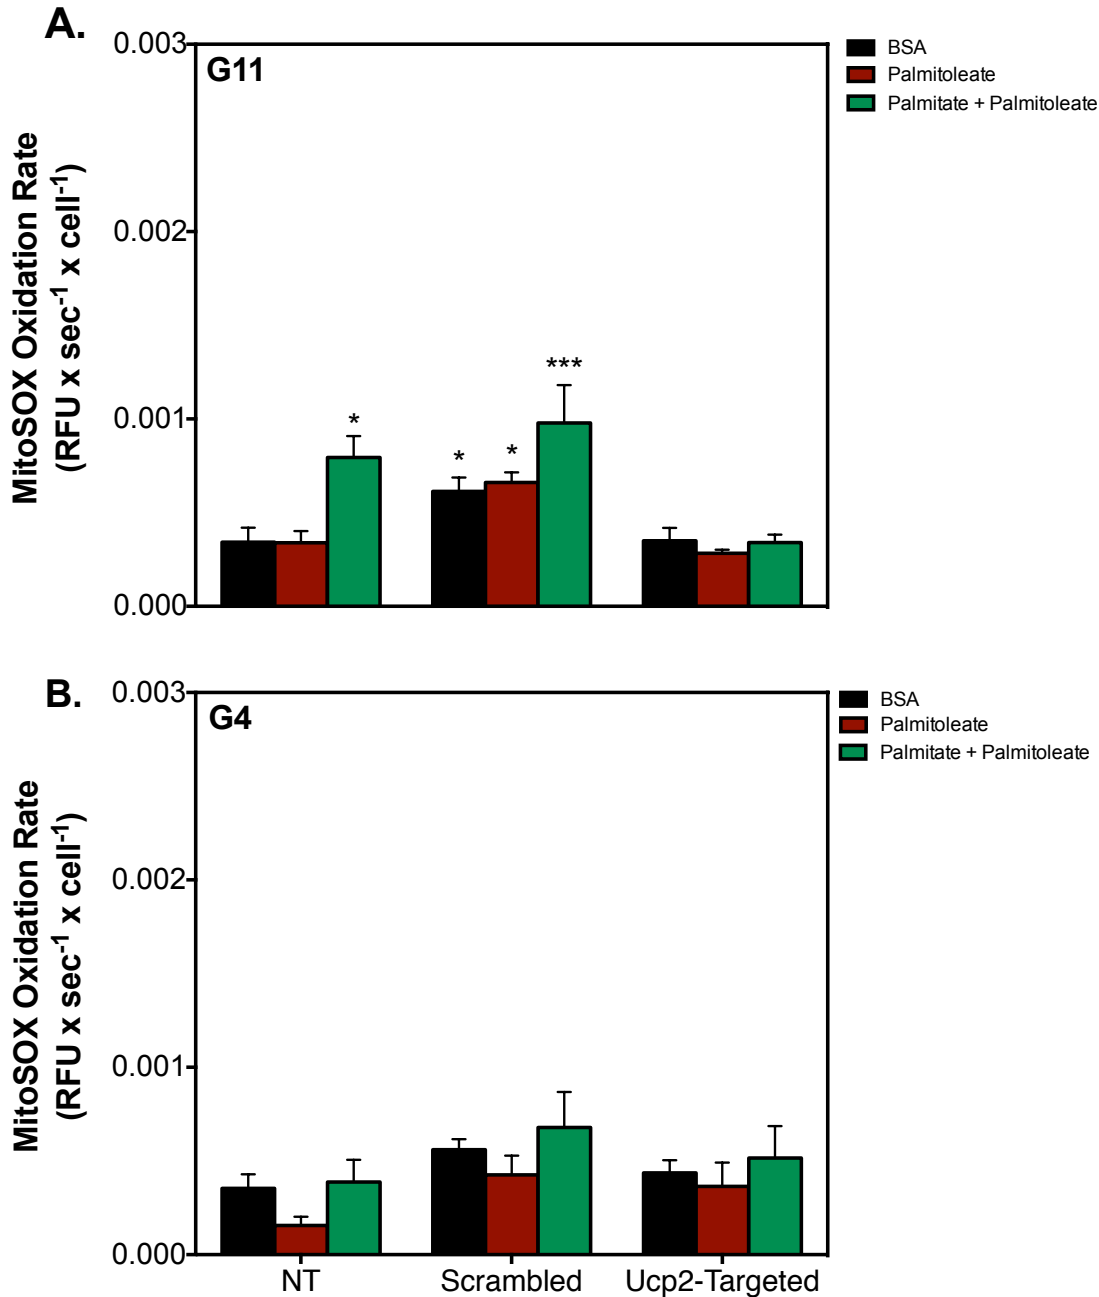 A.
G11
BSA
Palmitoleate
Palmitate + Palmitoleate
MitoSOX Oxidation Rate
(RFU x sec⁻¹ x cell⁻¹)
0.003
0.002
0.001
0.000
*
*
*
***
B.
G4
BSA
Palmitoleate
Palmitate + Palmitoleate
MitoSOX Oxidation Rate
(RFU x sec⁻¹ x cell⁻¹)
0.003
0.002
0.001
0.000
NT Scrambled Ucp2-Targeted